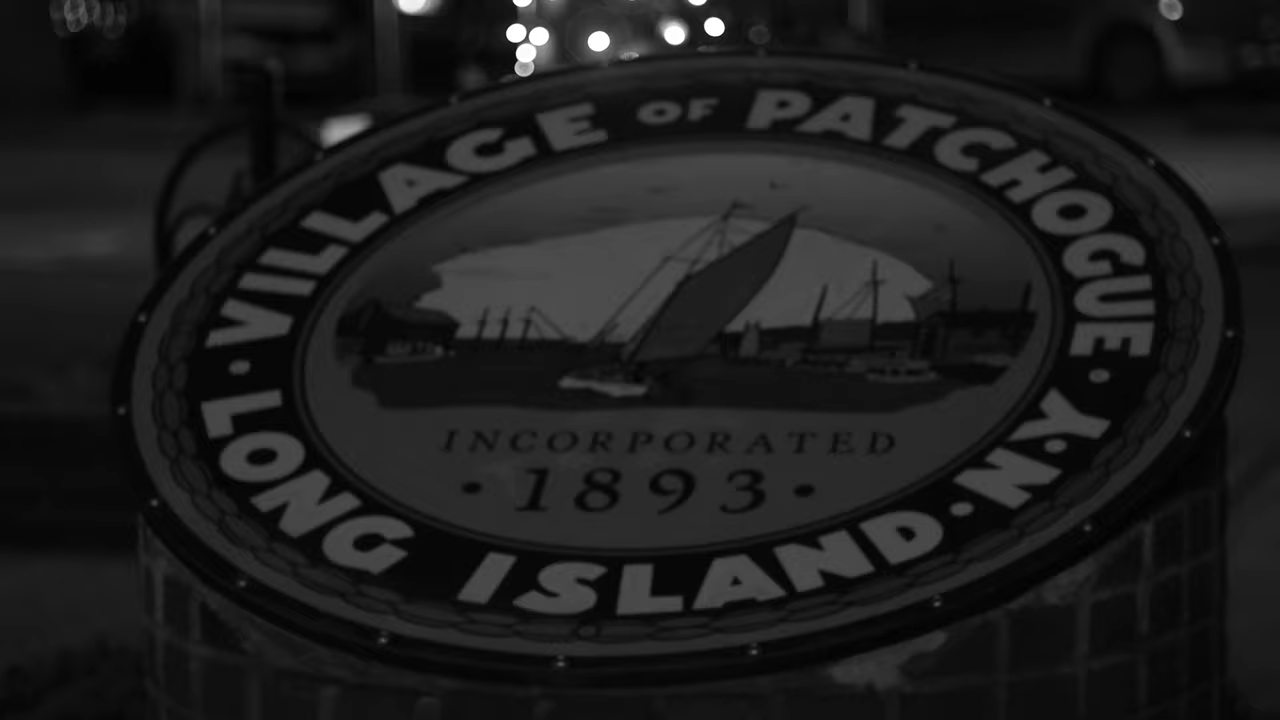 VILLAGE OF PATCHOGUE
· LONG ISLAND · N·Y ·
INCORPORATED
· 1893 ·